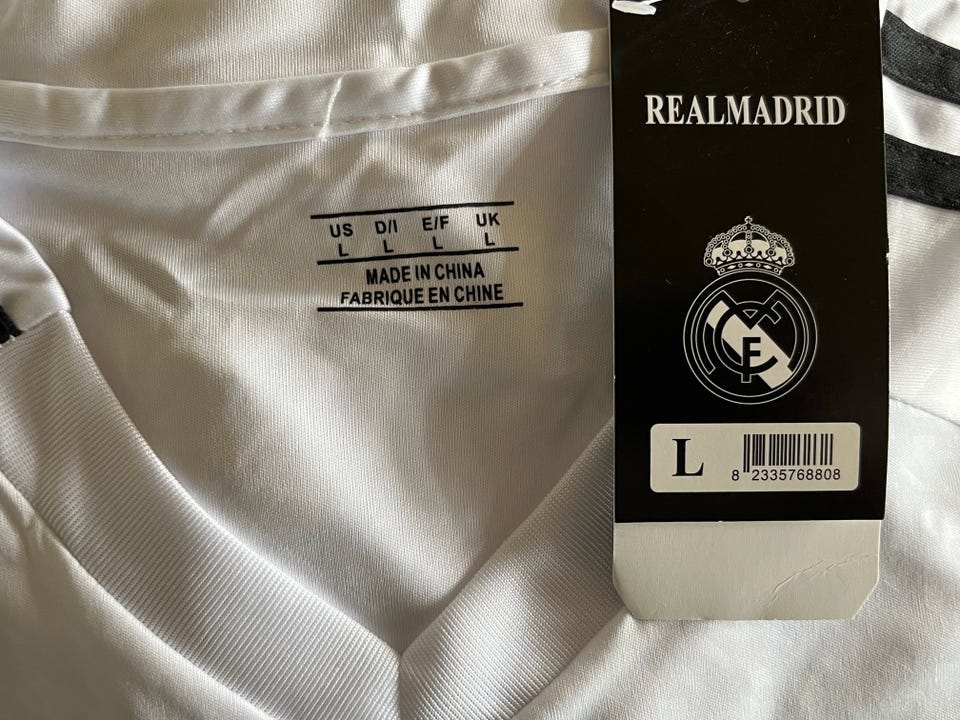 US D/I E/F UK
L L L L
MADE IN CHINA
FABRIQUE EN CHINE
REALMADRID
L
8 2335768808